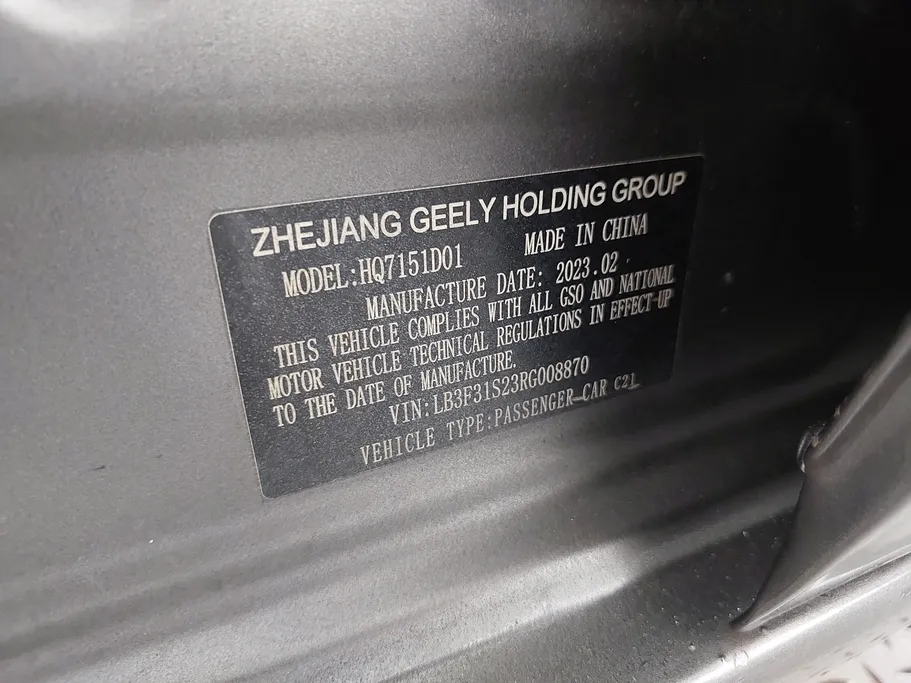 ZHEJIANG GEELY HOLDING GROUP
MODEL:HQ7151D01 MADE IN CHINA
MANUFACTURE DATE: 2023.02
THIS VEHICLE COMPLIES WITH ALL GSO AND NATIONAL
MOTOR VEHICLE TECHNICAL REGULATIONS IN EFFECT-UP
TO THE DATE OF MANUFACTURE.
VIN:LB3F31S23RG008870
VEHICLE TYPE:PASSENGER-CAR C21